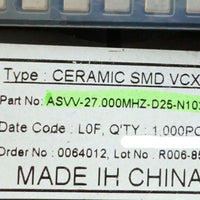 Type : CERAMIC SMD VCX
Part No: ASVV-27.000MHZ-D25-N10
Date Code : L0F, Q'TY : 1,000PC
Order No : 0064012, Lot No : R006-85
MADE IH CHINA